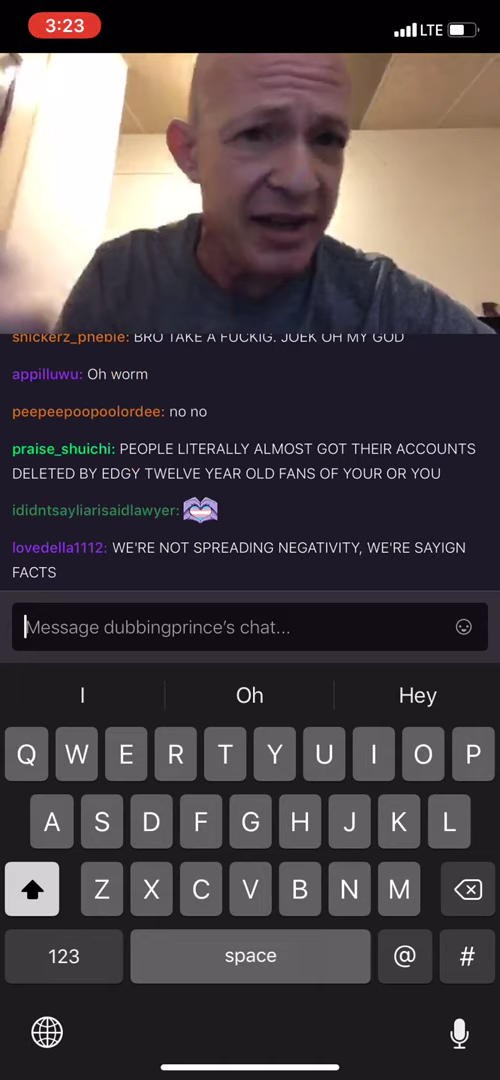 3:23
LTE
snickerz_phebie: BRO TAKE A FUCKIG. JOEK OH MY GOD
appilluwu: Oh worm
peepeepoopoolordee: no no
praise_shuichi: PEOPLE LITERALLY ALMOST GOT THEIR ACCOUNTS
DELETED BY EDGY TWELVE YEAR OLD FANS OF YOUR OR YOU
ididntsayliarisaidlawyer:
lovedella1112: WE'RE NOT SPREADING NEGATIVITY, WE'RE SAYIGN
FACTS
Message dubbingprince's chat...
I Oh Hey
Q W E R T Y U I O P
A S D F G H J K L
Z X C V B N M
123 space @ #